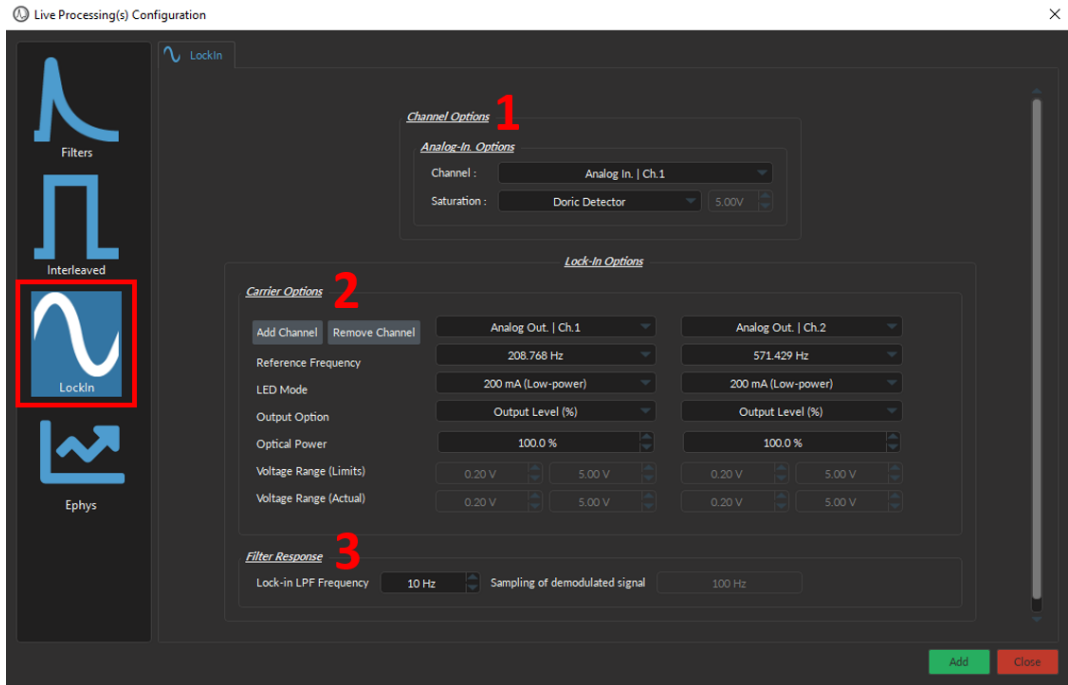 Live Processing(s) Configuration
LockIn
Filters
Interleaved
LockIn
Ephys
Channel Options 1
Analog-In. Options
Channel : Analog In. | Ch.1
Saturation : Doric Detector 5.00V
Lock-In Options
Carrier Options 2
Add Channel Remove Channel Analog Out. | Ch.1 Analog Out. | Ch.2
Reference Frequency 208.768 Hz 571.429 Hz
LED Mode 200 mA (Low-power) 200 mA (Low-power)
Output Option Output Level (%) Output Level (%)
Optical Power 100.0 % 100.0 %
Voltage Range (Limits) 0.20 V 5.00 V 0.20 V 5.00 V
Voltage Range (Actual) 0.20 V 5.00 V 0.20 V 5.00 V
Filter Response 3
Lock-in LPF Frequency 10 Hz Sampling of demodulated signal 100 Hz
Add Close